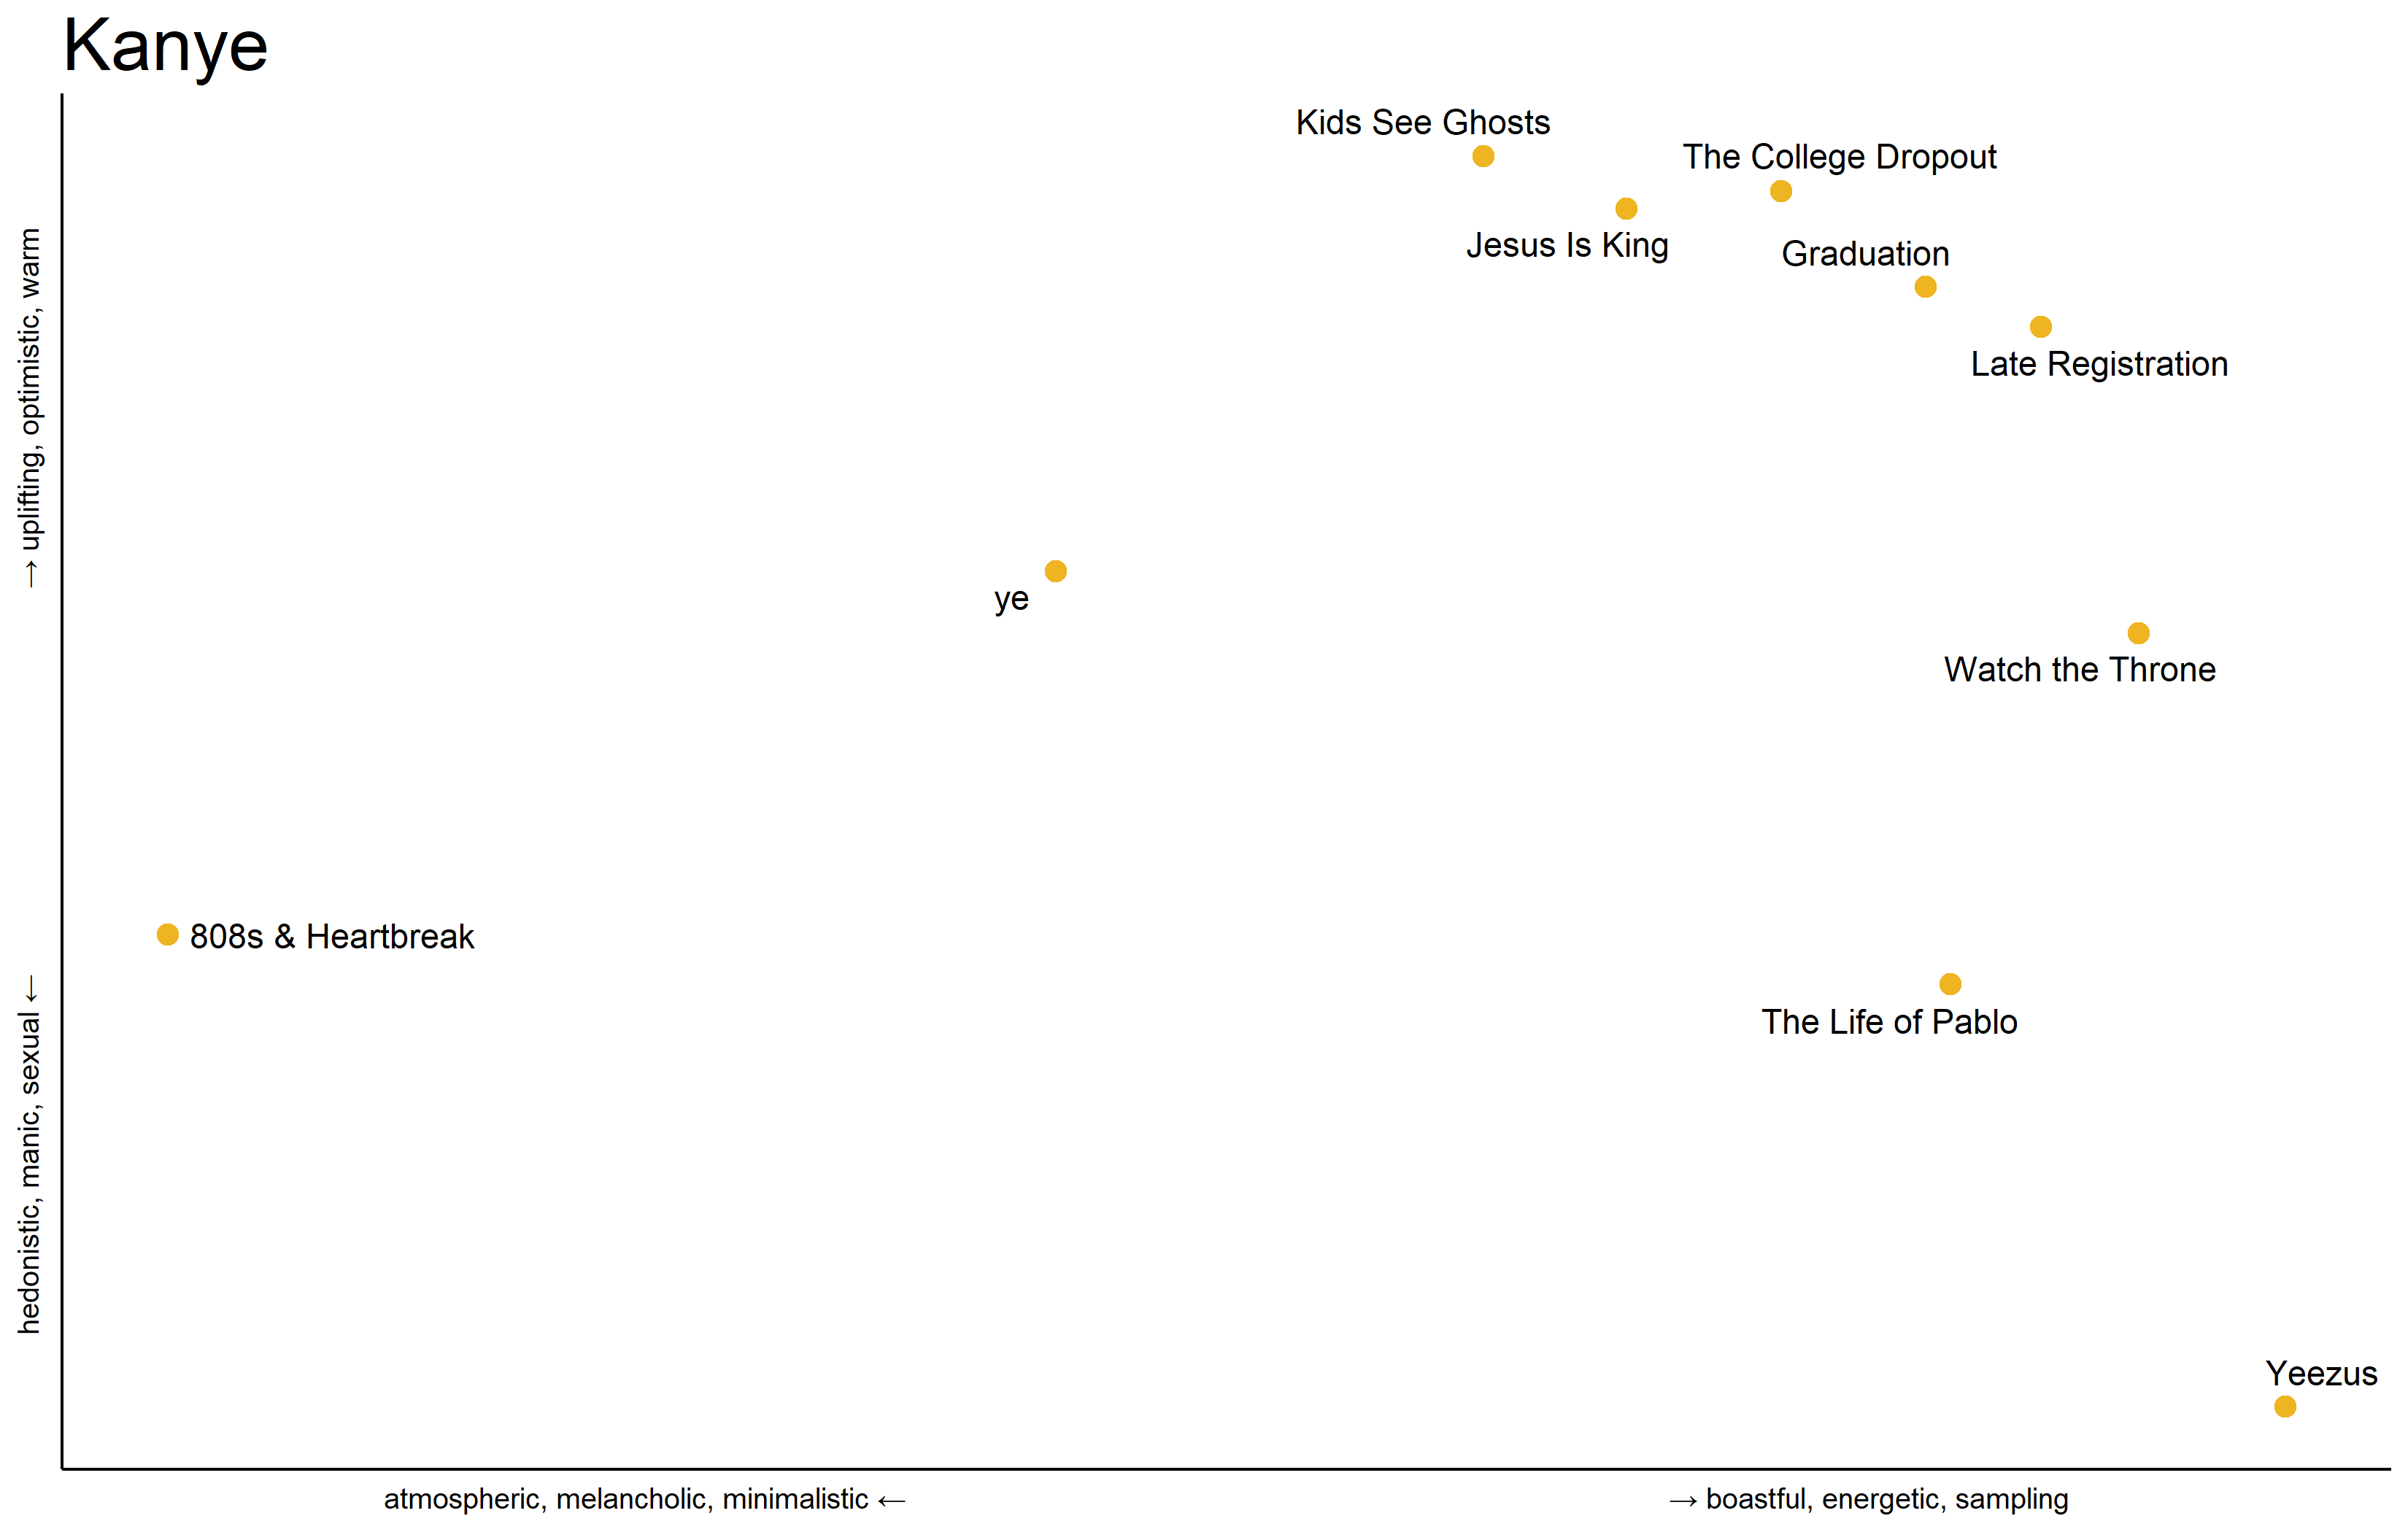 Kanye
Kids See Ghosts
The College Dropout
Jesus Is King
Graduation
Late Registration
ye
Watch the Throne
808s & Heartbreak
The Life of Pablo
Yeezus
→ uplifting, optimistic, warm
hedonistic, manic, sexual ←
atmospheric, melancholic, minimalistic ←
→ boastful, energetic, sampling